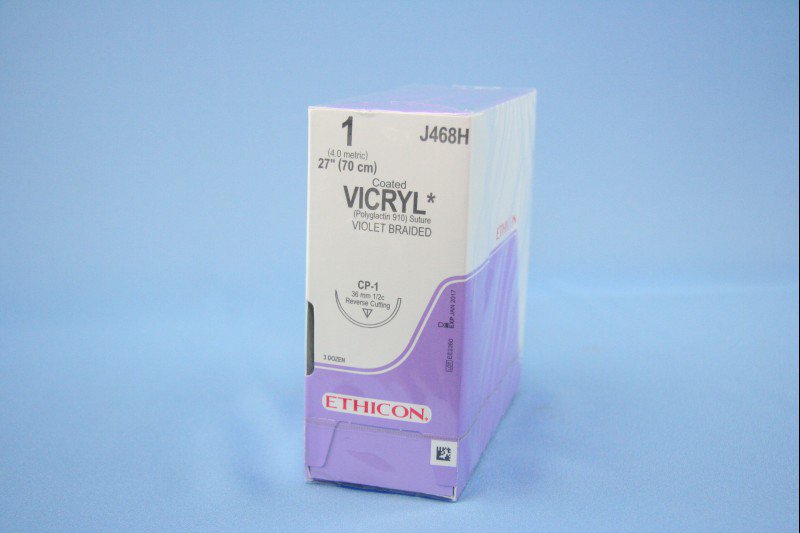 1
J468H
(4.0 metric)
27" (70 cm)
Coated
VICRYL*
(Polyglactin 910) Suture
VIOLET BRAIDED
CP-1
36 mm 1/2c
Reverse Cutting
EXP JAN 2017
3 DOZEN
ETHICON
ETHICON